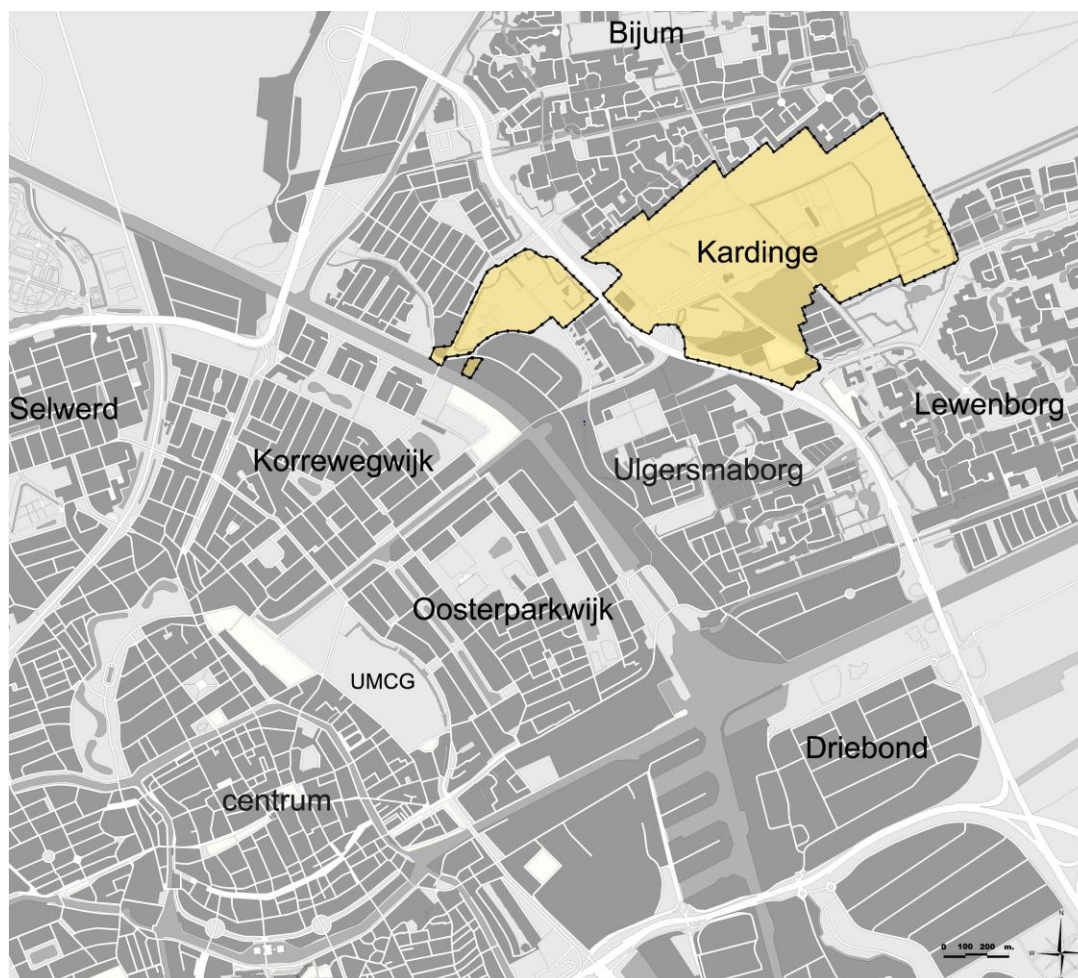 Bijum
Kardinge
Selwerd
Lewenborg
Korrewegwijk
Ulgersmaborg
Oosterparkwijk
UMCG
Driebond
centrum
0 100 200 m.
N
W